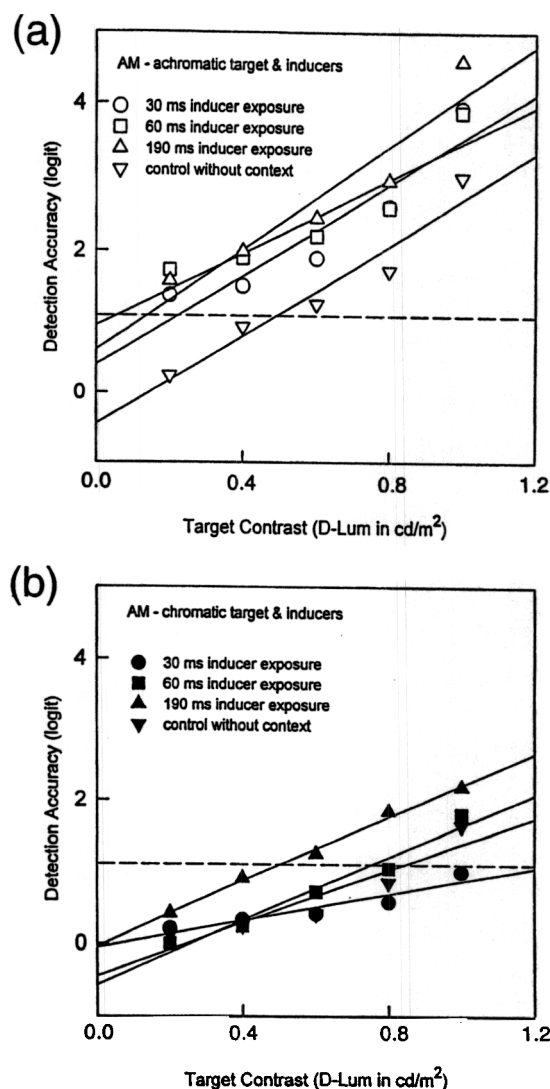 (a)
AM - achromatic target & inducers
30 ms inducer exposure
60 ms inducer exposure
190 ms inducer exposure
control without context
Detection Accuracy (logit)
4
2
0
0.0 0.4 0.8 1.2
Target Contrast (D-Lum in cd/m²)
(b)
AM - chromatic target & inducers
30 ms inducer exposure
60 ms inducer exposure
190 ms inducer exposure
control without context
Detection Accuracy (logit)
4
2
0
0.0 0.4 0.8 1.2
Target Contrast (D-Lum in cd/m²)